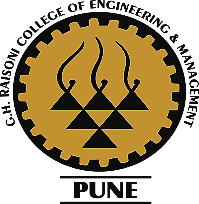 G.H. RAISONI COLLEGE OF ENGINEERING & MANAGEMENT
PUNE